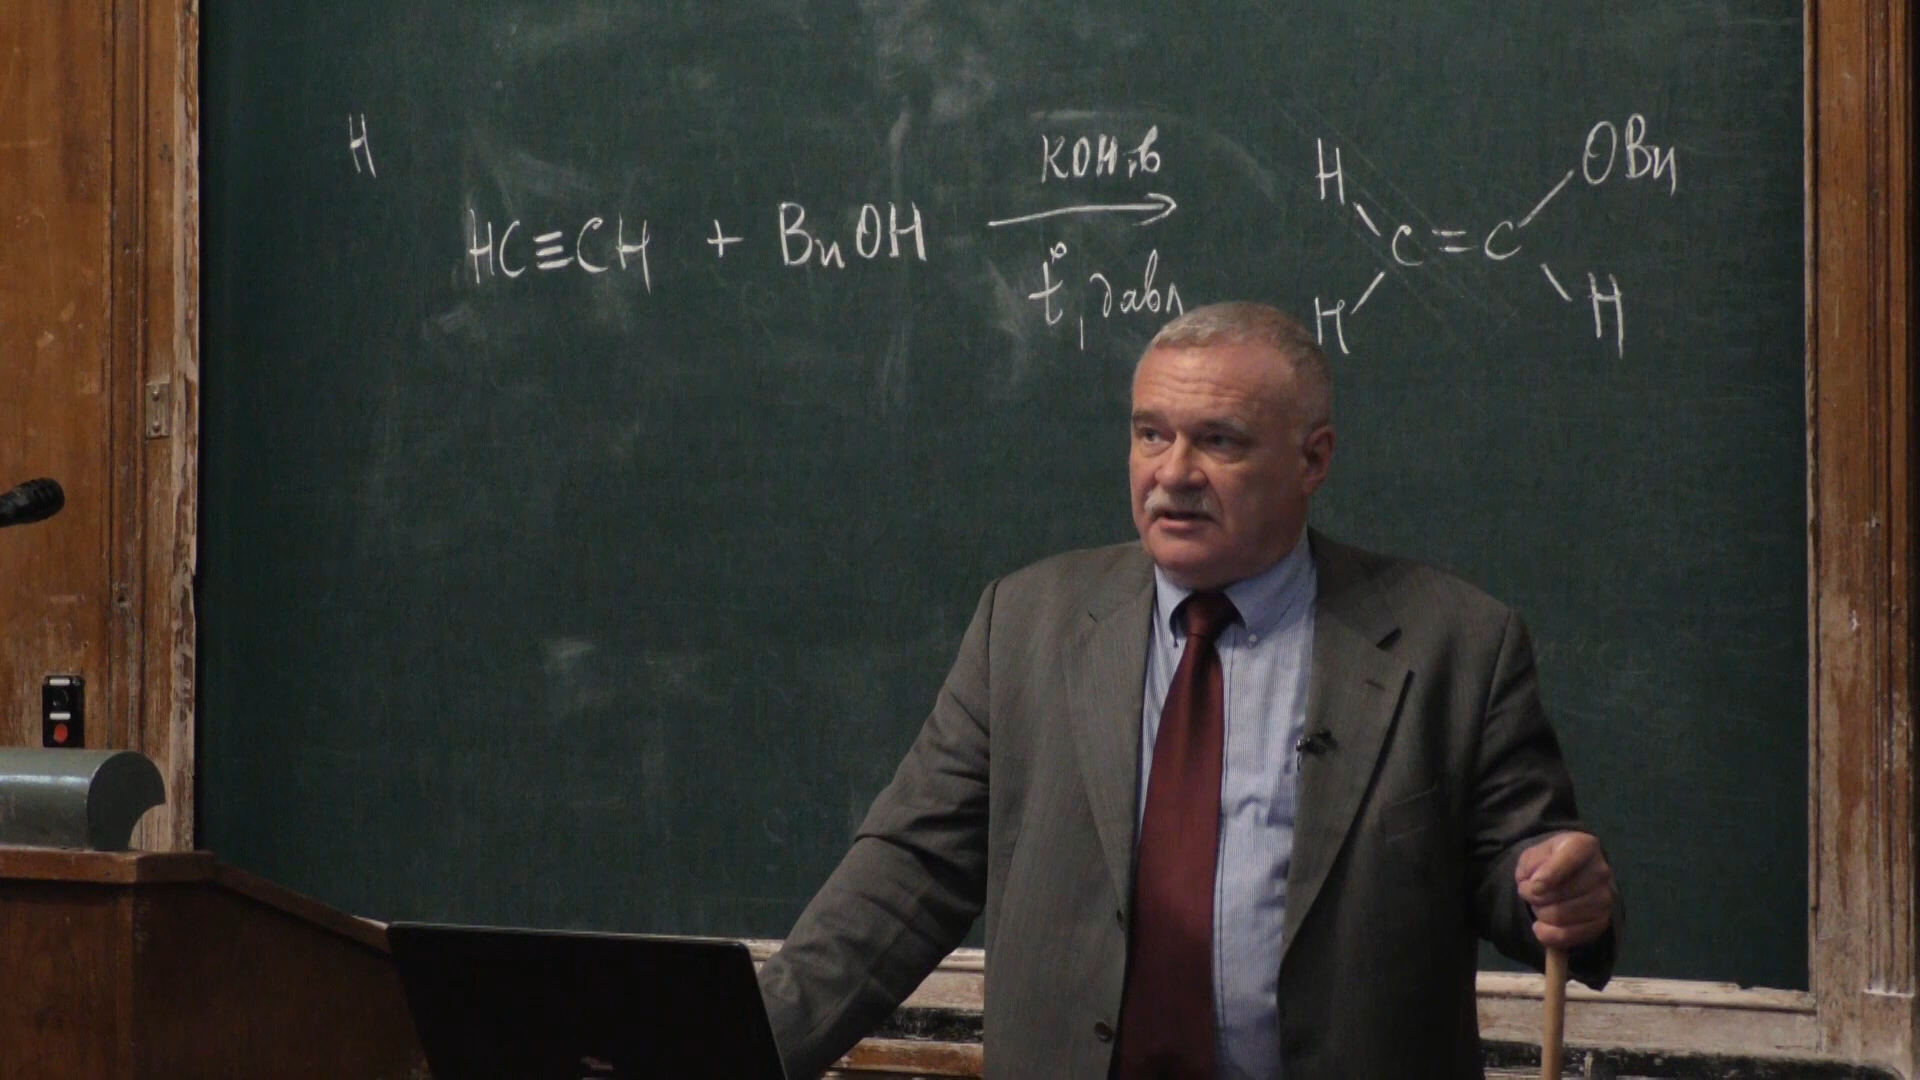 H
HC≡CH + BuOH
KOH, в
t°, давл
H OBu
C=C
H H